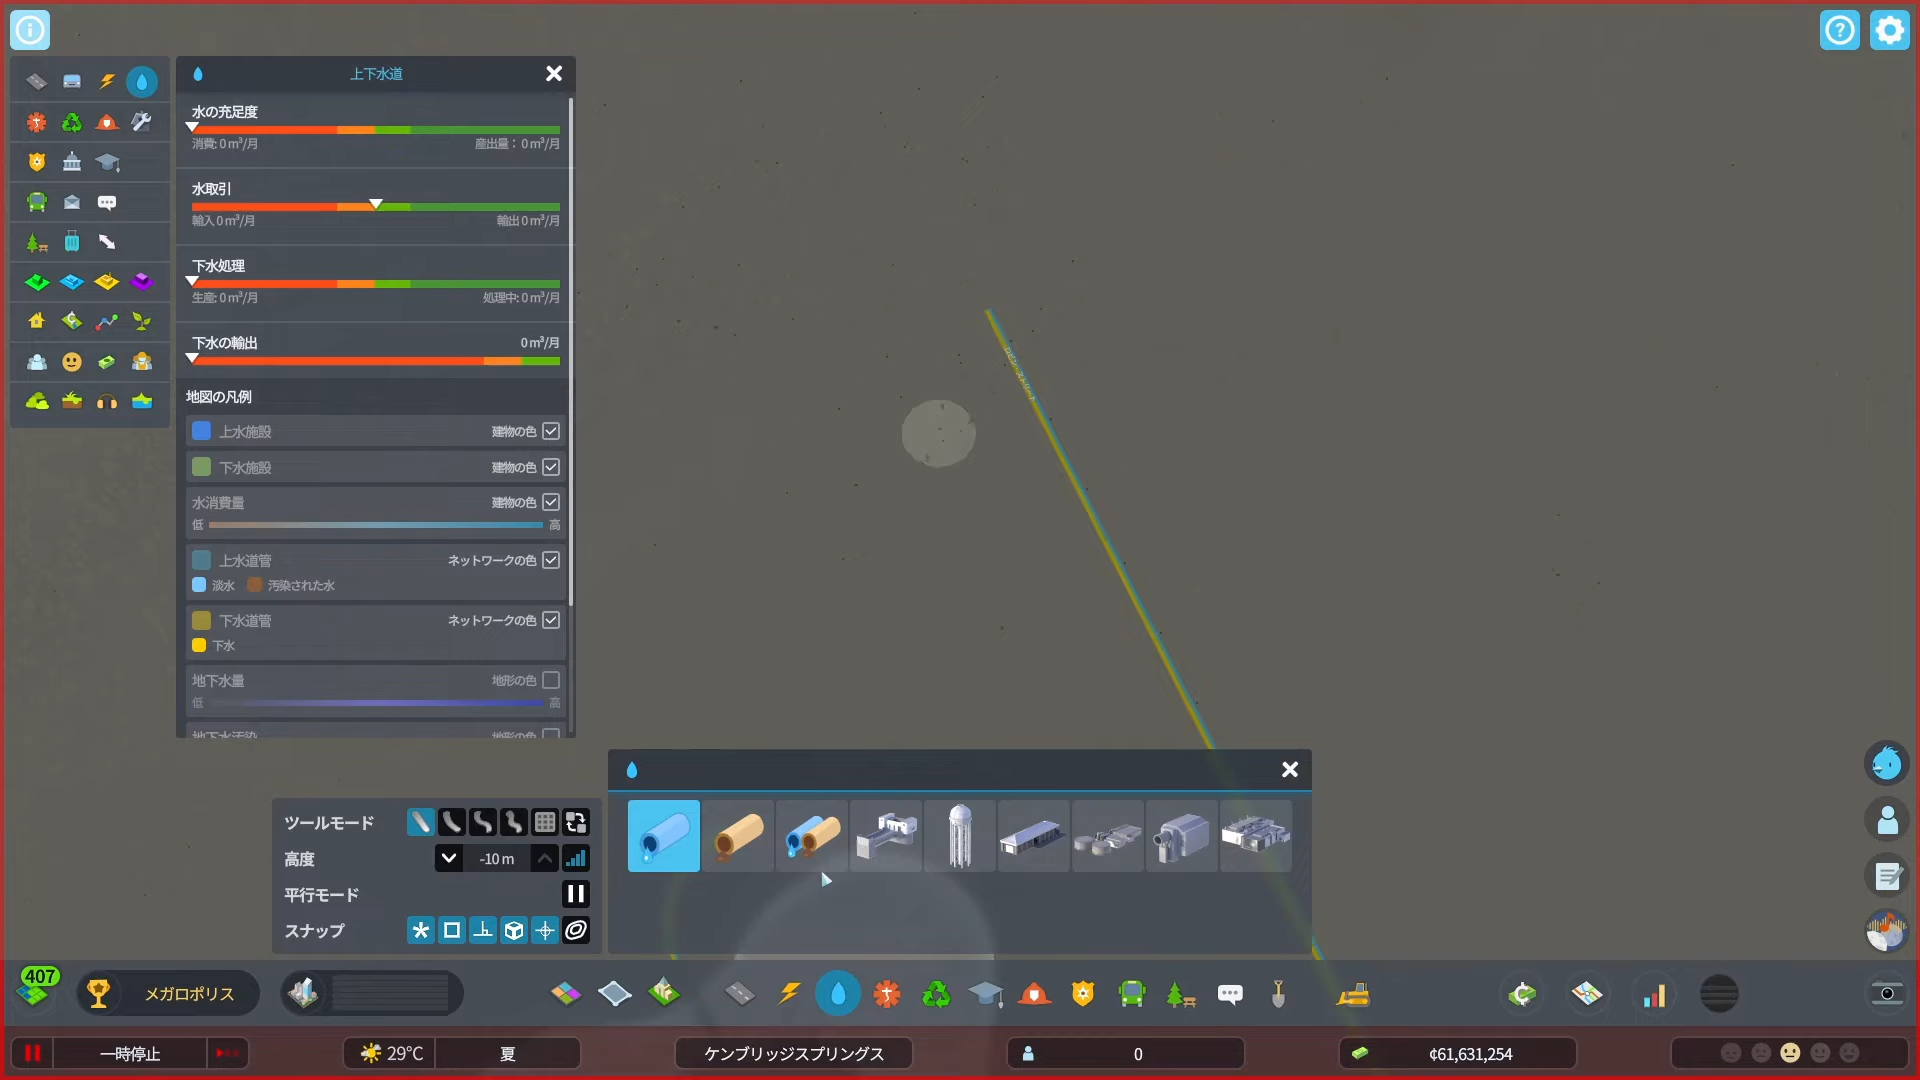 上下水道
水の充足度
消費: 0 m³/月
産出量： 0 m³/月
水取引
輸入 0 m³/月
輸出 0 m³/月
下水処理
生産: 0 m³/月
処理中: 0 m³/月
下水の輸出
0 m³/月
地図の凡例
上水施設
建物の色
下水施設
建物の色
水消費量
建物の色
低
高
上水道管
ネットワークの色
淡水
汚染された水
下水道管
ネットワークの色
下水
地下水量
地形の色
低
高
地下水汚染
地形の色
ツールモード
高度
-10 m
平行モード
スナップ
407
メガロポリス
一時停止
29°C
夏
ケンブリッジスプリングス
0
¢61,631,254